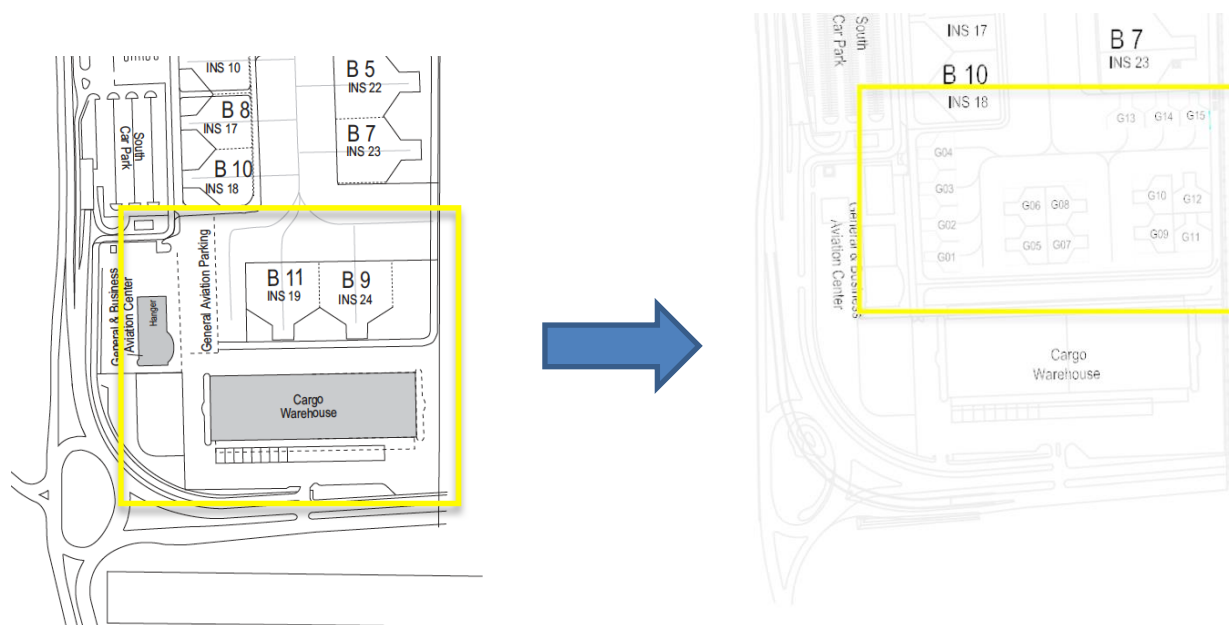 INS 10
B 8
INS 17
B 10
INS 18
B 5
INS 22
B 7
INS 23
South
Car Park
General Aviation Parking
General & Business
Aviation Center
Hanger
B 11
INS 19
B 9
INS 24
Cargo
Warehouse
South
Car Park
INS 17
B 10
INS 18
B 7
INS 23
G13
G14
G15
G04
G03
G02
G01
G06
G08
G05
G07
G10
G12
G09
G11
General & Business
Aviation Center
Cargo
Warehouse